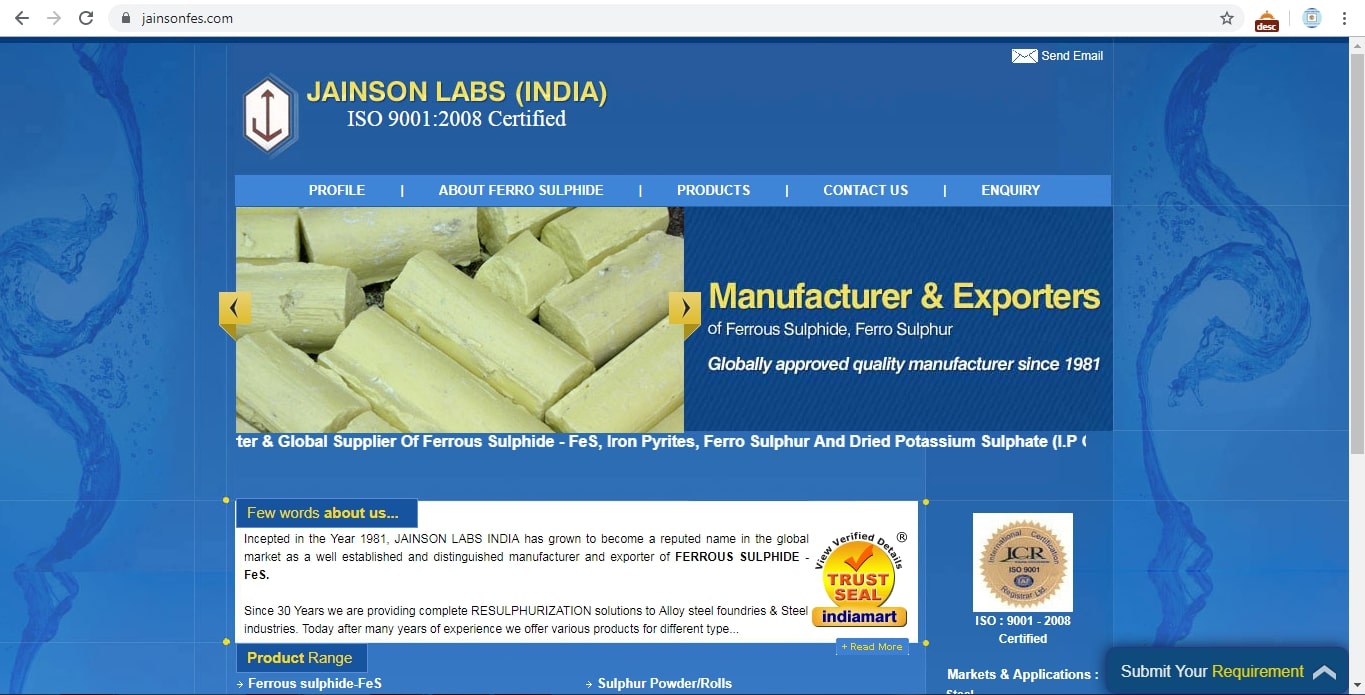 jainsonfes.com
desc
Send Email
JAINSON LABS (INDIA)
ISO 9001:2008 Certified
PROFILE | ABOUT FERRO SULPHIDE | PRODUCTS | CONTACT US | ENQUIRY
Manufacturer & Exporters
of Ferrous Sulphide, Ferro Sulphur
Globally approved quality manufacturer since 1981
ter & Global Supplier Of Ferrous Sulphide - FeS, Iron Pyrites, Ferro Sulphur And Dried Potassium Sulphate (I.P
Few words about us...
Incepted in the Year 1981, JAINSON LABS INDIA has grown to become a reputed name in the global
market as a well established and distinguished manufacturer and exporter of FERROUS SULPHIDE -
FeS.
Since 30 Years we are providing complete RESULPHURIZATION solutions to Alloy steel foundries & Steel
industries. Today after many years of experience we offer various products for different type...
View Verified Details ®
TRUST
SEAL
indiamart
+ Read More
International Certification
JCR
ISO 9001
IAF
Registrar Ltd.
ISO : 9001 - 2008
Certified
Product Range
Ferrous sulphide-FeS
Sulphur Powder/Rolls
Markets & Applications :
Steel
Submit Your Requirement